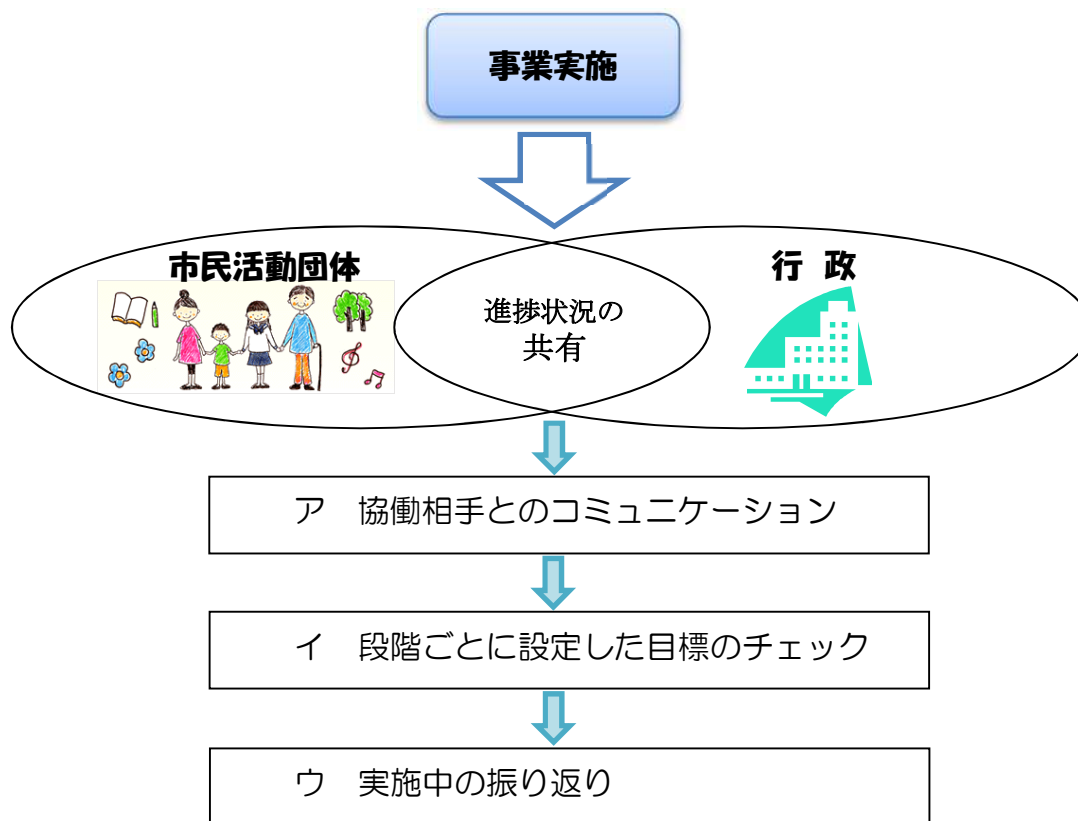 事業実施
市民活動団体
行 政
進捗状況の
共有
ア 協働相手とのコミュニケーション
イ 段階ごとに設定した目標のチェック
ウ 実施中の振り返り